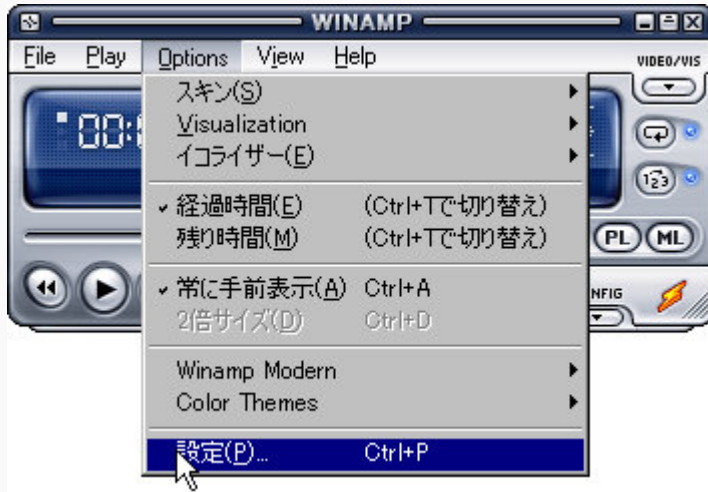 WINAMP
File Play Options View Help
VIDEO/VIS
スキン(S)
Visualization
イコライザー(E)
経過時間(E) (Ctrl+Tで切り替え)
残り時間(M) (Ctrl+Tで切り替え)
常に手前表示(A) Ctrl+A
2倍サイズ(D) Ctrl+D
Winamp Modern
Color Themes
設定(P)... Ctrl+P
00:
123
PL ML
NFIG